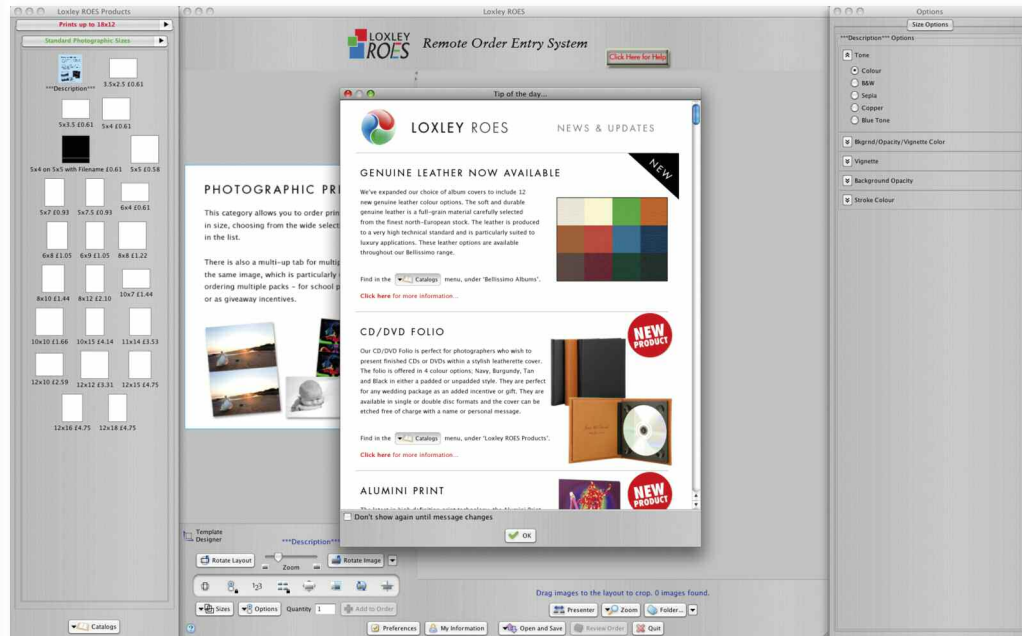 Loxley ROES Products
Prints up to 18x12
Standard Photographic Sizes
***Description***
3.5x2.5 £0.61
5x3.5 £0.61
5x4 £0.61
5x4 on 5x5 with Filename £0.61
5x5 £0.58
5x7 £0.93
5x7.5 £0.93
6x4 £0.61
6x8 £1.05
6x9 £1.05
8x8 £1.22
8x10 £1.44
8x12 £2.10
10x7 £1.44
10x10 £1.66
10x15 £4.14
11x14 £3.53
12x10 £2.59
12x12 £3.31
12x15 £4.75
12x16 £4.75
12x18 £4.75
Catalogs
Loxley ROES
LOXLEY
ROES
Remote Order Entry System
Click Here for Help
PHOTOGRAPHIC PRI
This category allows you to order prin
in size, choosing from the wide select
in the list.
There is also a multi-up tab for multip
the same image, which is particularly
ordering multiple packs – for school p
or as giveaway incentives.
Tip of the day...
LOXLEY ROES
NEWS & UPDATES
NEW
GENUINE LEATHER NOW AVAILABLE
We've expanded our choice of album covers to include 12
new genuine leather colour options. The soft and durable
genuine leather is a full-grain material carefully selected
from the finest north-European stock. The leather is produced
to a very high technical standard and is particularly suited to
luxury applications. These leather options are available
throughout our Bellissimo range.
Find in the Catalogs menu, under 'Bellissimo Albums'.
Click here for more information...
CD/DVD FOLIO
NEW
PRODUCT
Our CD/DVD Folio is perfect for photographers who wish to
present finished CDs or DVDs within a stylish leatherette cover.
The folio is offered in 4 colour options; Navy, Burgundy, Tan
and Black in either a padded or unpadded style. They are perfect
for any wedding package as an added incentive or gift. They are
available in single or double disc formats and the cover can be
etched free of charge with a name or personal message.
Find in the Catalogs menu, under 'Loxley ROES Products'.
Click here for more information...
ALUMINI PRINT
NEW
PRODUCT
The latest in high definition print technology, the Alumini Print
Don't show again until message changes
OK
Template
Designer
***Description***
Rotate Layout
Zoom
Rotate Image
123
Sizes
Options
Quantity 1
Add to Order
Drag images to the layout to crop. 0 images found.
Presenter
Zoom
Folder...
Preferences
My Information
Open and Save
Review Order
Quit
Options
Size Options
***Description*** Options
Tone
Colour
B&W
Sepia
Copper
Blue Tone
Bkgrnd/Opacity/Vignette Color
Vignette
Background Opacity
Stroke Colour